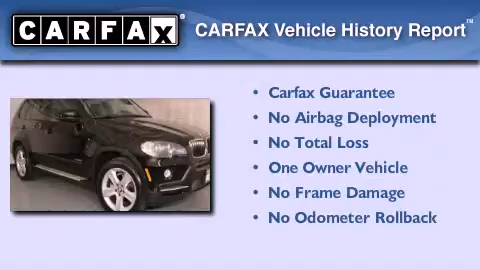 CARFAX®
CARFAX Vehicle History Report™
• Carfax Guarantee
• No Airbag Deployment
• No Total Loss
• One Owner Vehicle
• No Frame Damage
• No Odometer Rollback